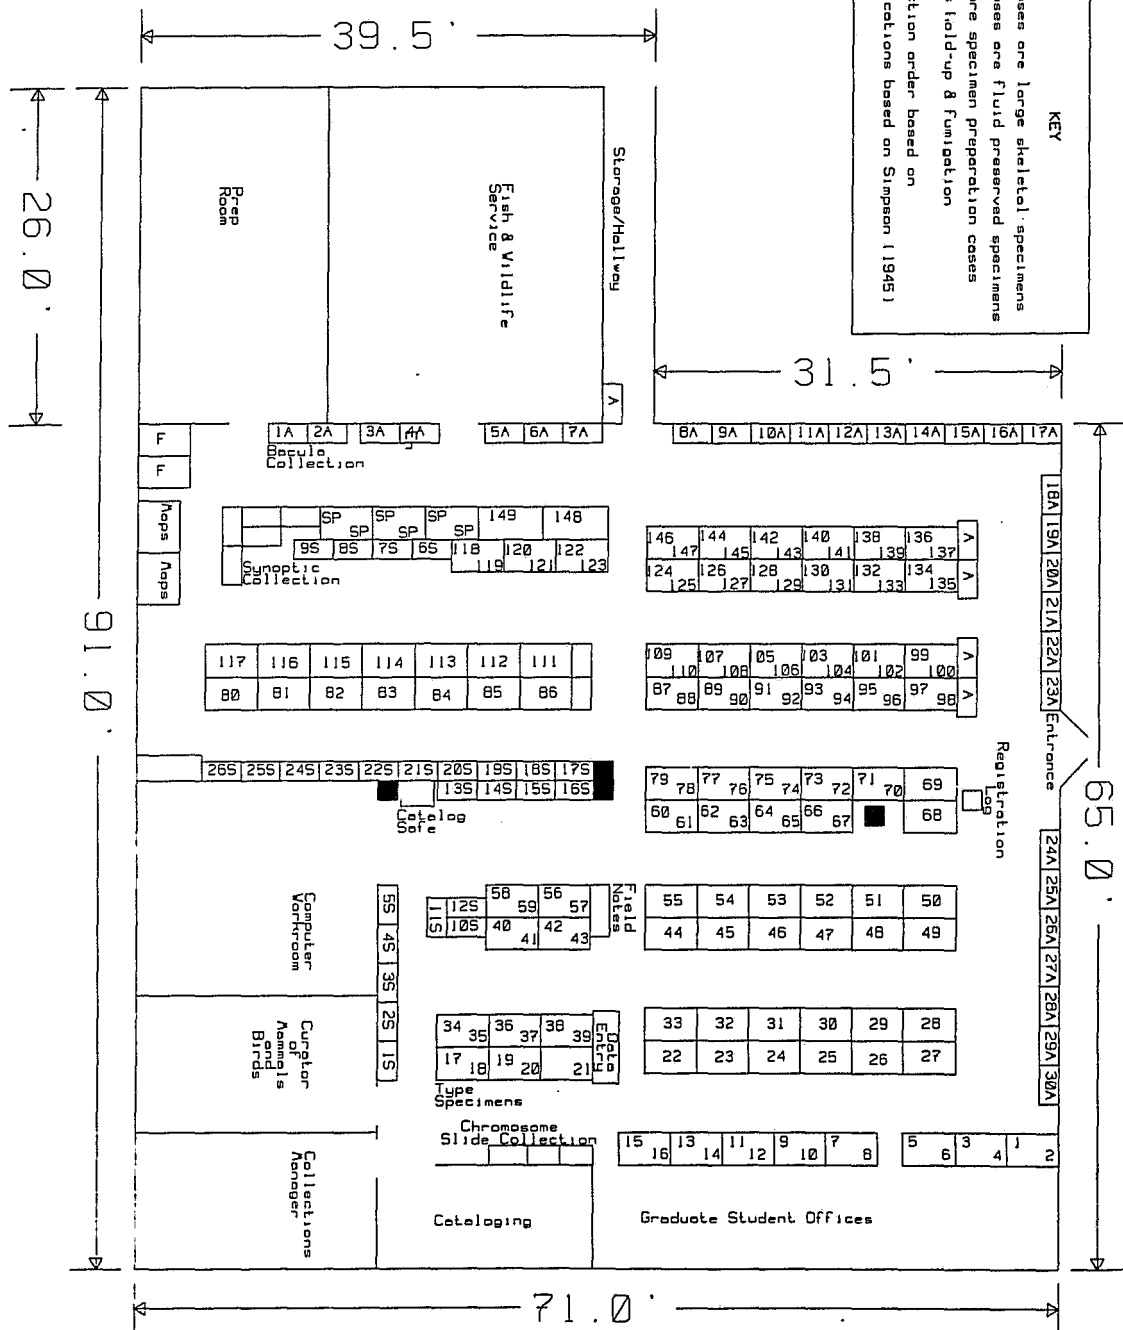 KEY
ses are large skeletal specimens
ses are fluid preserved specimens
re specimen preparation cases
s hold-up & fumigation
ction order based on
cations based on Simpson (1945)
39.5'
26.0'
91.0'
31.5'
65.0'
71.0'
Prep
Room
Fish & Wildlife
Service
Storage/Hallway
A
F
F
1A 2A 3A 4A 5A 6A 7A
8A 9A 10A 11A 12A 13A 14A 15A 16A 17A
Bacula
Collection
Maps
Maps
18A 19A 20A 21A 22A 23A
SP SP SP 149 148
SP SP SP
9S 8S 7S 6S 118 120 122
119 121 123
Synoptic
Collection
146 144 142 140 138 136 A
147 145 143 141 139 137
124 126 128 130 132 134 A
125 127 129 131 133 135
117 116 115 114 113 112 111
80 81 82 83 84 85 86
109 107 105 103 101 99 A
110 108 106 104 102 100
87 89 91 93 95 97 A
88 90 92 94 96 98
Entrance
Registration
Log
26S 25S 24S 23S 22S 21S 20S 19S 18S 17S
13S 14S 15S 16S
Catalog
Safe
79 77 75 73 71 69
78 76 74 72 70
60 62 64 66 68
61 63 65 67
24A 25A 26A 27A 28A 29A 30A
Computer
Workroom
5S 4S 3S 2S 1S
11S 12S 58 56
59 57
10S 40 42
41 43
Field
Notes
55 54 53 52 51 50
44 45 46 47 48 49
Curator
of
Mammals
and
Birds
34 36 38
35 37 39
17 19
18 20 21
Data
Entry
Type
Specimens
33 32 31 30 29 28
22 23 24 25 26 27
Chromosome
Slide Collection
15 13 11 9 7 5 3 1
16 14 12 10 8 6 4 2
Collections
Manager
Cataloging
Graduate Student Offices